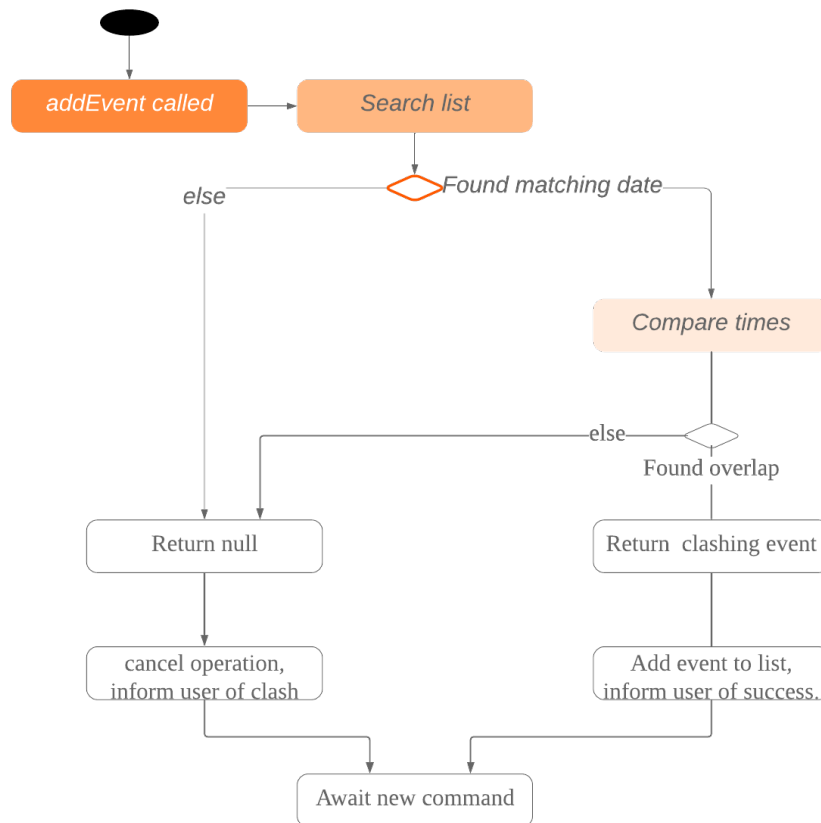 addEvent called
Search list
else
Found matching date
Compare times
else
Found overlap
Return null
Return clashing event
cancel operation,
inform user of clash
Add event to list,
inform user of success.
Await new command